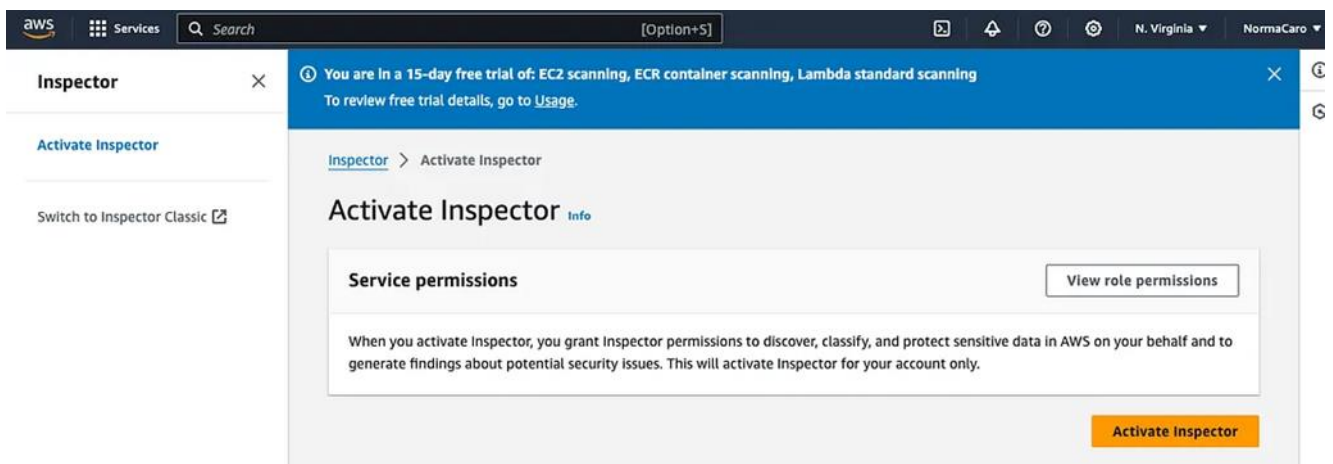 aws Services Search [Option+S] N. Virginia NormaCaro
Inspector
Activate Inspector
Switch to Inspector Classic
You are in a 15-day free trial of: EC2 scanning, ECR container scanning, Lambda standard scanning
To review free trial details, go to Usage.
Inspector > Activate Inspector
Activate Inspector Info
Service permissions
View role permissions
When you activate Inspector, you grant Inspector permissions to discover, classify, and protect sensitive data in AWS on your behalf and to
generate findings about potential security issues. This will activate Inspector for your account only.
Activate Inspector